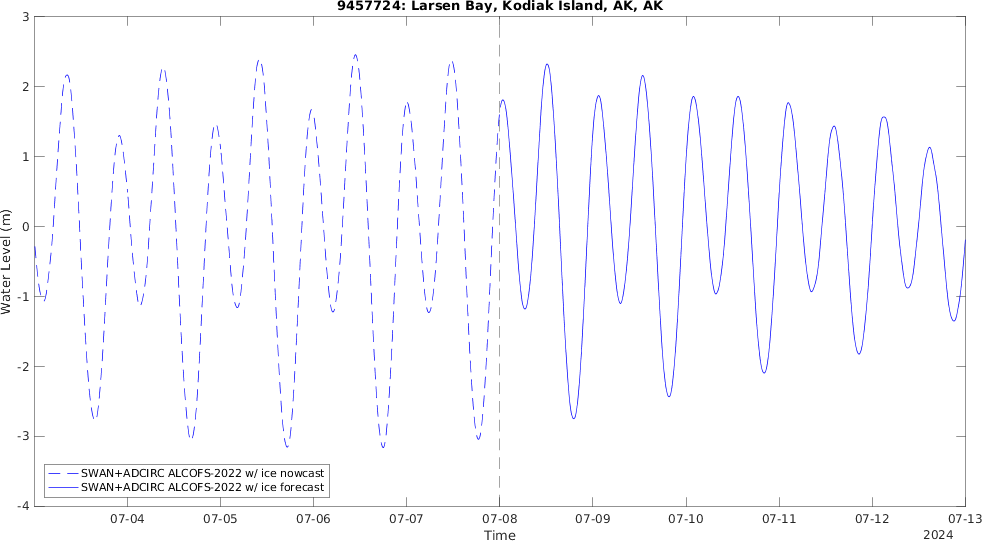 9457724: Larsen Bay, Kodiak Island, AK, AK
3
2
1
0
-1
-2
-3
-4
Water Level (m)
SWAN+ADCIRC ALCOFS-2022 w/ ice nowcast
SWAN+ADCIRC ALCOFS-2022 w/ ice forecast
07-04 07-05 07-06 07-07 07-08 07-09 07-10 07-11 07-12 07-13
Time
2024